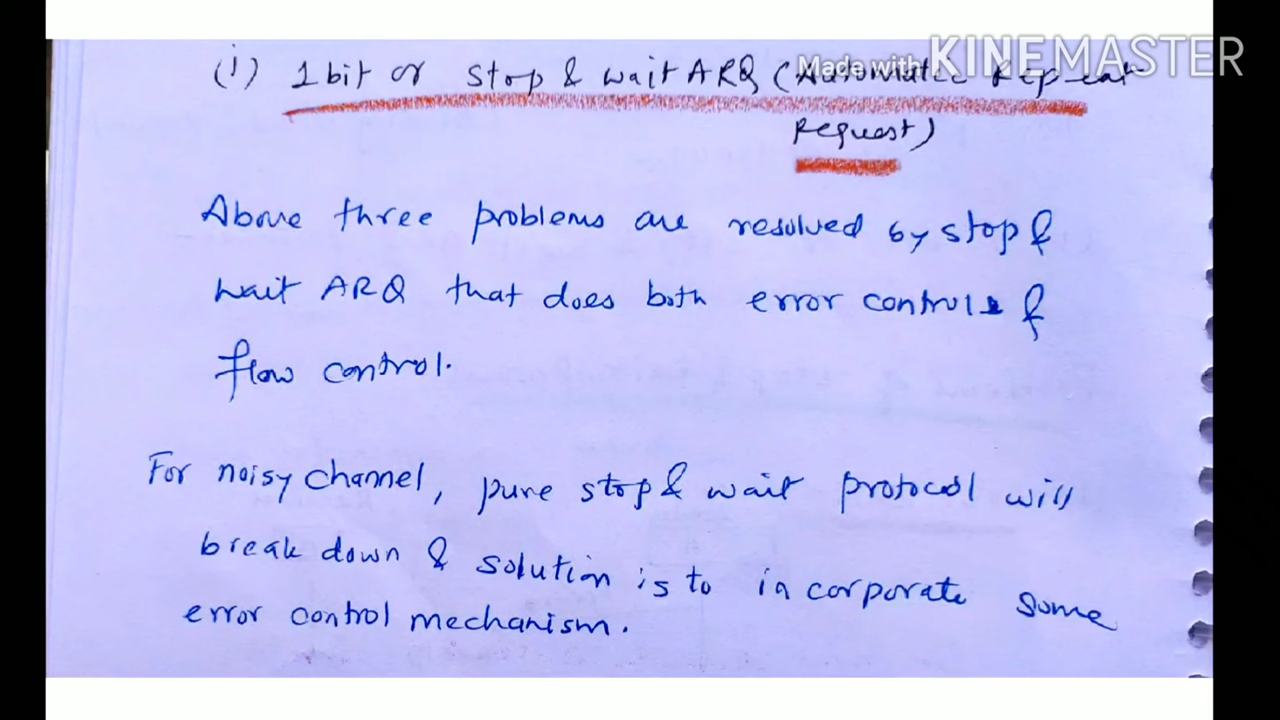 Made with KINEMASTER
(i) 1 bit or stop & wait ARQ (Automatic Repeat
Request)
Above three problems are resolved by stop &
wait ARQ that does both error control &
flow control.
For noisy channel, pure stop & wait protocol will
break down & solution is to incorporate some
error control mechanism.